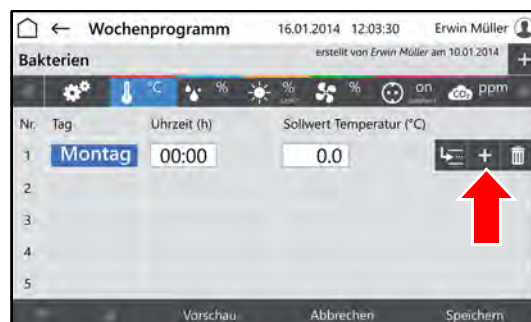 ← Wochenprogramm 16.01.2014 12:03:30 Erwin Müller
Bakterien erstellt von Erwin Müller am 10.01.2014 +
°C % % % on CO₂ ppm
Nr. Tag Uhrzeit (h) Sollwert Temperatur (°C)
1 Montag 00:00 0.0 +
2
3
4
5
Vorschau Abbrechen Speichern